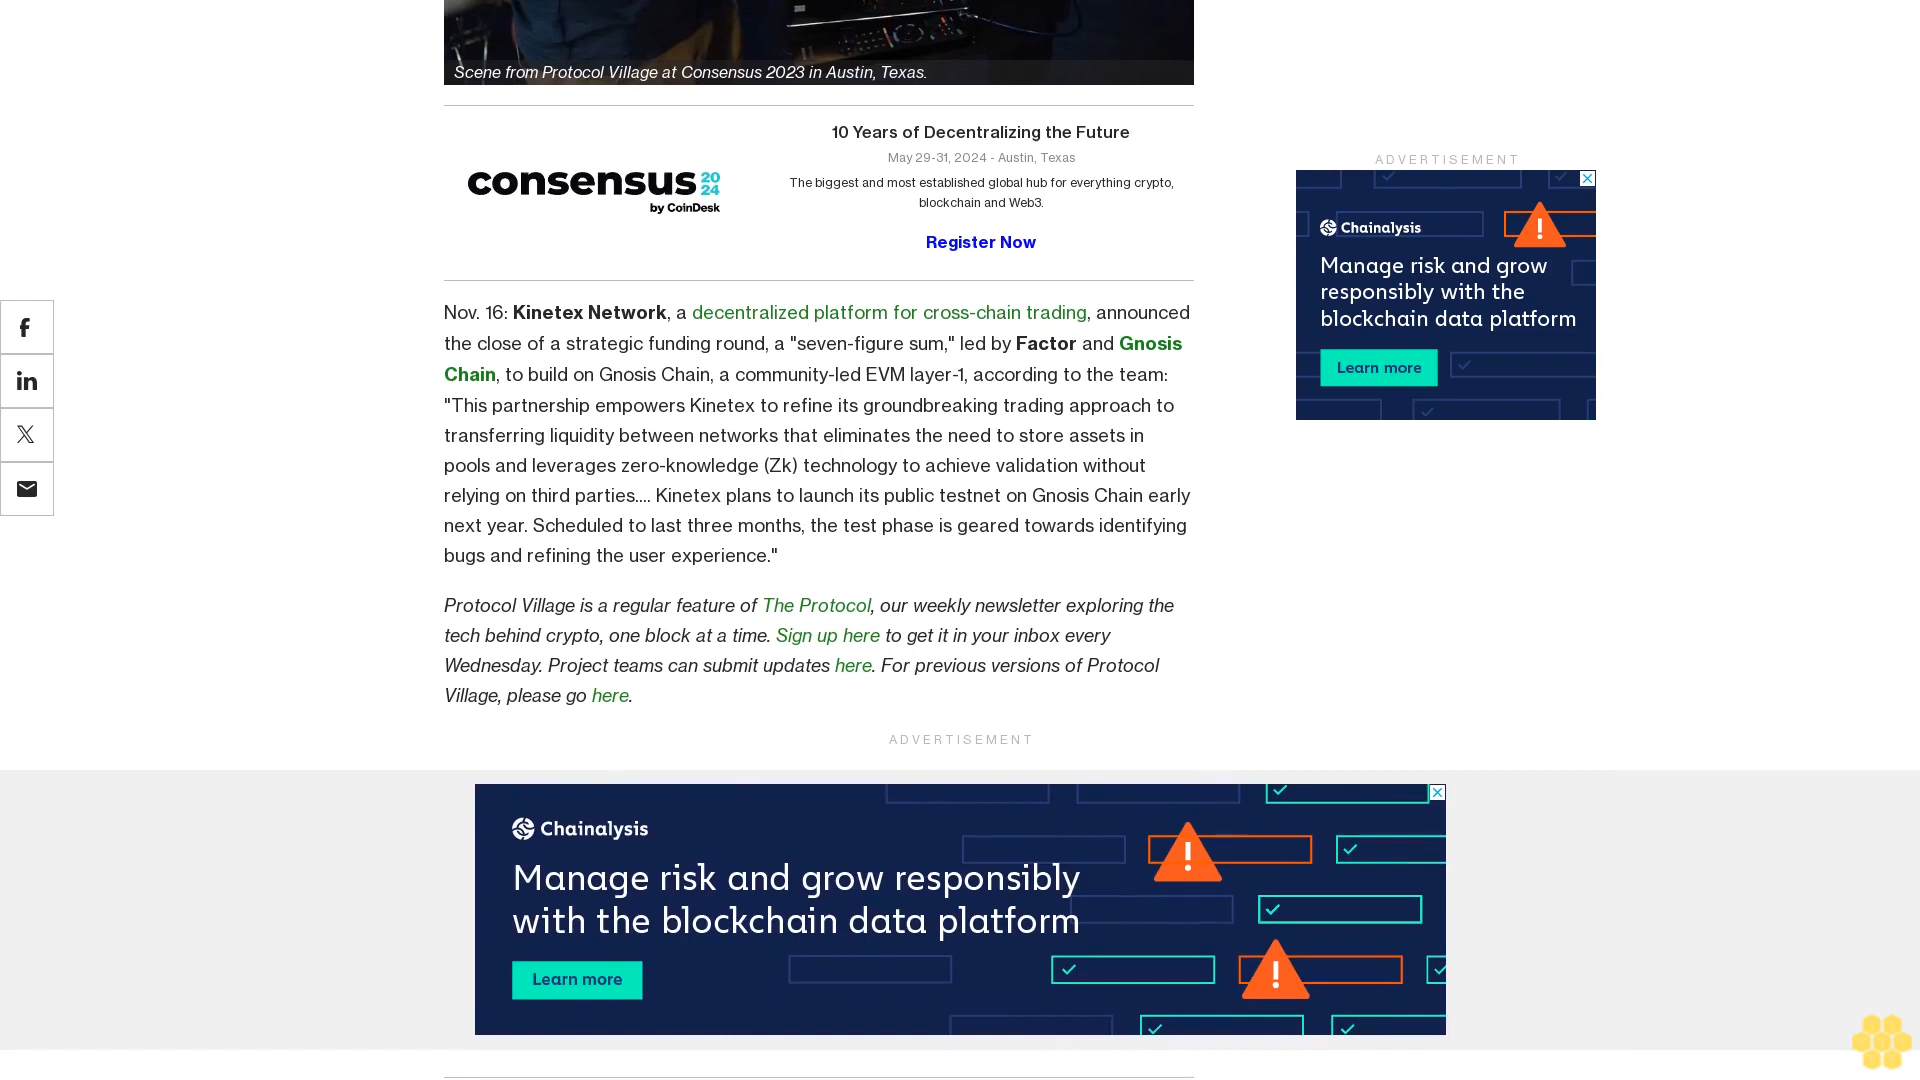 Scene from Protocol Village at Consensus 2023 in Austin, Texas.
consensus 20
24
by CoinDesk
10 Years of Decentralizing the Future
May 29-31, 2024 - Austin, Texas
The biggest and most established global hub for everything crypto,
blockchain and Web3.
Register Now
Nov. 16: Kinetex Network, a decentralized platform for cross-chain trading, announced
the close of a strategic funding round, a "seven-figure sum," led by Factor and Gnosis
Chain, to build on Gnosis Chain, a community-led EVM layer-1, according to the team:
"This partnership empowers Kinetex to refine its groundbreaking trading approach to
transferring liquidity between networks that eliminates the need to store assets in
pools and leverages zero-knowledge (Zk) technology to achieve validation without
relying on third parties.... Kinetex plans to launch its public testnet on Gnosis Chain early
next year. Scheduled to last three months, the test phase is geared towards identifying
bugs and refining the user experience."
Protocol Village is a regular feature of The Protocol, our weekly newsletter exploring the
tech behind crypto, one block at a time. Sign up here to get it in your inbox every
Wednesday. Project teams can submit updates here. For previous versions of Protocol
Village, please go here.
ADVERTISEMENT
Chainalysis
Manage risk and grow
responsibly with the
blockchain data platform
Learn more
ADVERTISEMENT
Chainalysis
Manage risk and grow responsibly
with the blockchain data platform
Learn more